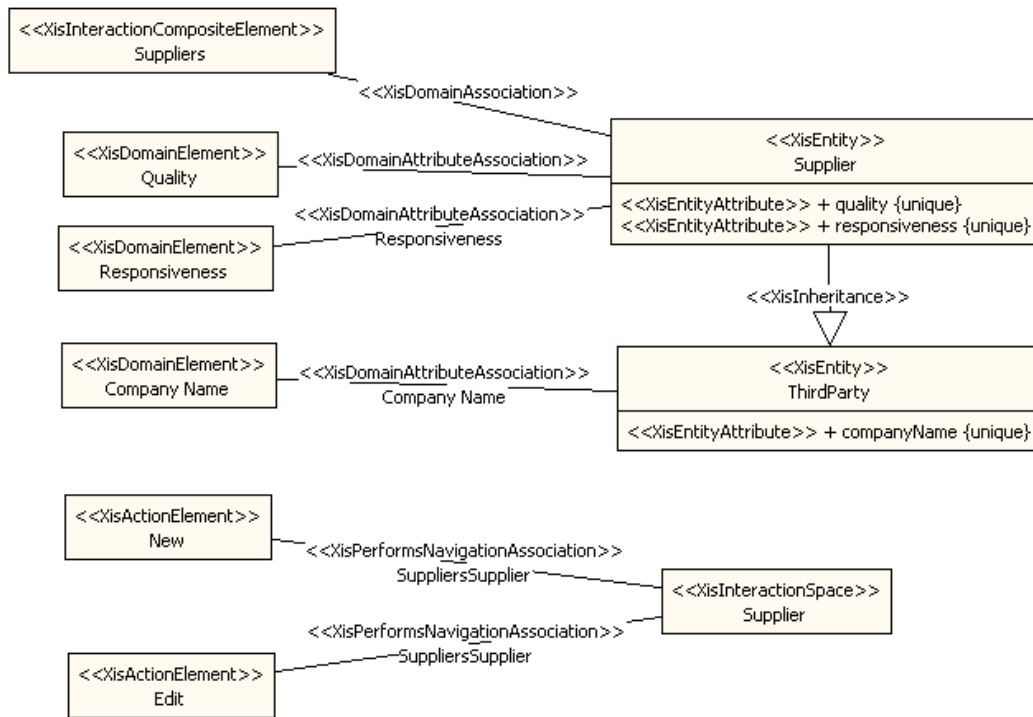 <<XisInteractionCompositeElement>>
Suppliers
<<XisDomainAssociation>>
<<XisEntity>>
Supplier
<<XisEntityAttribute>> + quality {unique}
<<XisEntityAttribute>> + responsiveness {unique}
<<XisDomainElement>>
Quality
<<XisDomainAttributeAssociation>>
<<XisDomainAttributeAssociation>>
Responsiveness
<<XisDomainElement>>
Responsiveness
<<XisInheritance>>
<<XisDomainElement>>
Company Name
<<XisDomainAttributeAssociation>>
Company Name
<<XisEntity>>
ThirdParty
<<XisEntityAttribute>> + companyName {unique}
<<XisActionElement>>
New
<<XisPerformsNavigationAssociation>>
SuppliersSupplier
<<XisInteractionSpace>>
Supplier
<<XisPerformsNavigationAssociation>>
SuppliersSupplier
<<XisActionElement>>
Edit